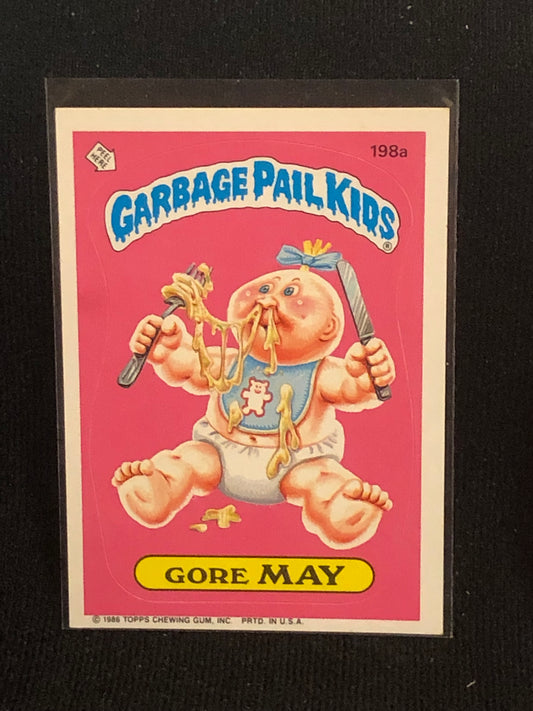 PEEL
HERE
198a
GARBAGE PAIL KIDS
®
GORE MAY
© 1986 TOPPS CHEWING GUM, INC. PRTD. IN U.S.A.